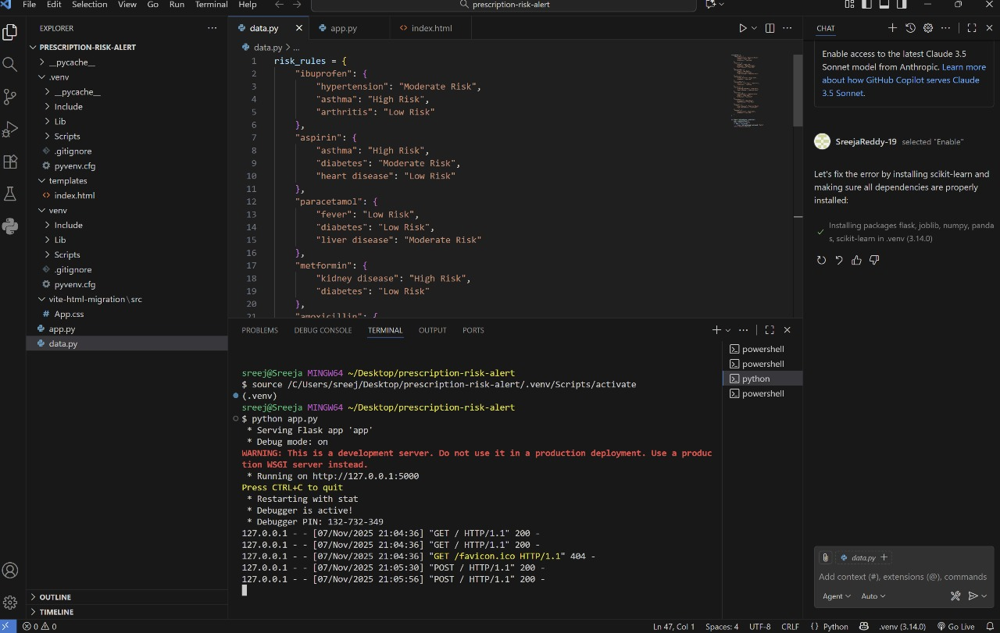 File Edit Selection View Go Run Terminal Help
prescription-risk-alert
EXPLORER
PRESCRIPTION-RISK-ALERT
__pycache__
.venv
__pycache__
Include
Lib
Scripts
.gitignore
pyvenv.cfg
templates
index.html
venv
Include
Lib
Scripts
.gitignore
pyvenv.cfg
vite-html-migration\src
App.css
app.py
data.py
OUTLINE
TIMELINE
data.py
app.py
index.html
data.py > ...
1 risk_rules = {
2 "ibuprofen": {
3 "hypertension": "Moderate Risk",
4 "asthma": "High Risk",
5 "arthritis": "Low Risk"
6 },
7 "aspirin": {
8 "asthma": "High Risk",
9 "diabetes": "Moderate Risk",
10 "heart disease": "Low Risk"
11 },
12 "paracetamol": {
13 "fever": "Low Risk",
14 "diabetes": "Low Risk",
15 "liver disease": "Moderate Risk"
16 },
17 "metformin": {
18 "kidney disease": "High Risk",
19 "diabetes": "Low Risk"
20 },
21 "amoxicillin": {
PROBLEMS DEBUG CONSOLE TERMINAL OUTPUT PORTS
sreej@Sreeja MINGW64 ~/Desktop/prescription-risk-alert
$ source /C/Users/sreej/Desktop/prescription-risk-alert/.venv/Scripts/activate
(.venv)
sreej@Sreeja MINGW64 ~/Desktop/prescription-risk-alert
$ python app.py
* Serving Flask app 'app'
* Debug mode: on
WARNING: This is a development server. Do not use it in a production deployment. Use a produc
tion WSGI server instead.
* Running on http://127.0.0.1:5000
Press CTRL+C to quit
* Restarting with stat
* Debugger is active!
* Debugger PIN: 132-732-349
127.0.0.1 - - [07/Nov/2025 21:04:36] "GET / HTTP/1.1" 200 -
127.0.0.1 - - [07/Nov/2025 21:04:36] "GET / HTTP/1.1" 200 -
127.0.0.1 - - [07/Nov/2025 21:04:36] "GET /favicon.ico HTTP/1.1" 404 -
127.0.0.1 - - [07/Nov/2025 21:05:30] "POST / HTTP/1.1" 200 -
127.0.0.1 - - [07/Nov/2025 21:05:56] "POST / HTTP/1.1" 200 -
powershell
powershell
python
powershell
CHAT
Enable access to the latest Claude 3.5
Sonnet model from Anthropic. Learn more
about how GitHub Copilot serves Claude
3.5 Sonnet.
SreejaReddy-19 selected "Enable"
Let's fix the error by installing scikit-learn and
making sure all dependencies are properly
installed:
Installing packages flask, joblib, numpy, panda
s, scikit-learn in .venv (3.14.0)
data.py
Add context (#), extensions (@), commands
Agent Auto
0 0
Ln 47, Col 1 Spaces: 4 UTF-8 CRLF {} Python .venv (3.14.0) Go Live